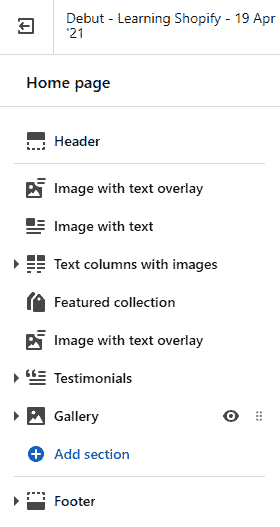 Debut - Learning Shopify - 19 Apr
'21
Home page
Header
Image with text overlay
Image with text
Text columns with images
Featured collection
Image with text overlay
Testimonials
Gallery
Add section
Footer